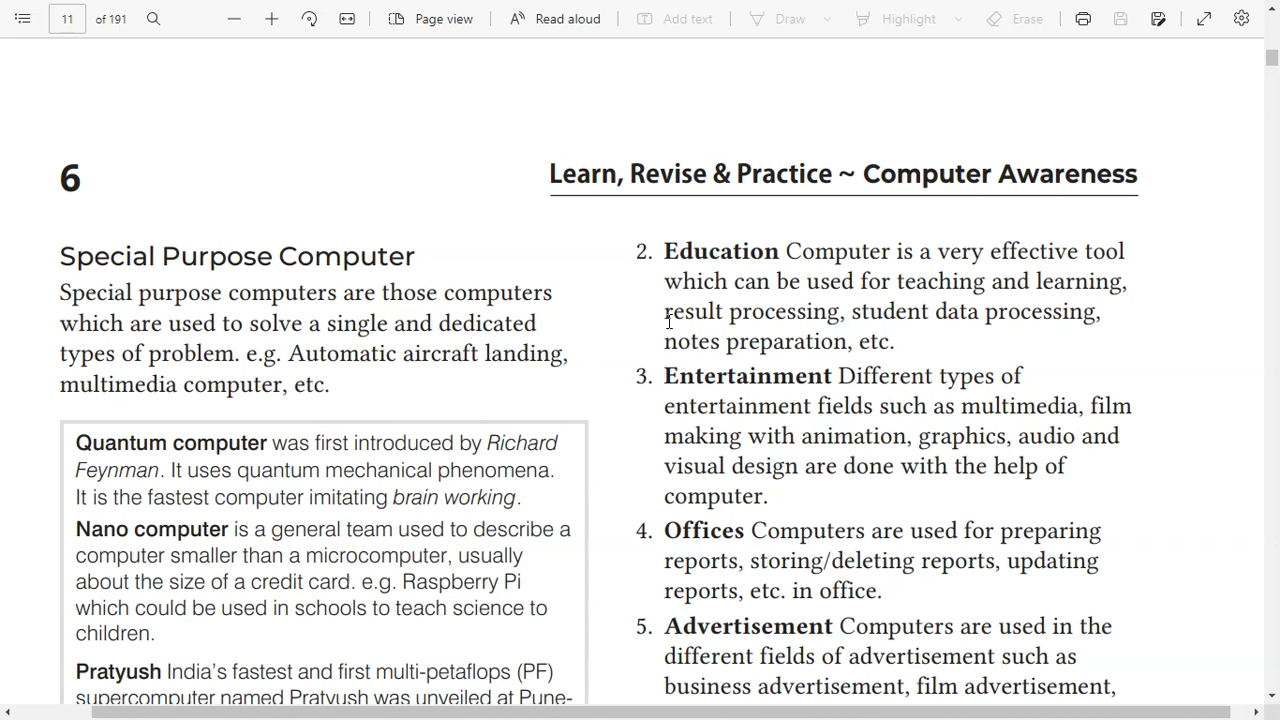 11 of 191 Page view Read aloud Add text Draw Highlight Erase
6
Learn, Revise & Practice ~ Computer Awareness
Special Purpose Computer
Special purpose computers are those computers
which are used to solve a single and dedicated
types of problem. e.g. Automatic aircraft landing,
multimedia computer, etc.
Quantum computer was first introduced by Richard
Feynman. It uses quantum mechanical phenomena.
It is the fastest computer imitating brain working.
Nano computer is a general team used to describe a
computer smaller than a microcomputer, usually
about the size of a credit card. e.g. Raspberry Pi
which could be used in schools to teach science to
children.
Pratyush India's fastest and first multi-petaflops (PF)
supercomputer named Pratyush was unveiled at Pune-
2. Education Computer is a very effective tool
which can be used for teaching and learning,
result processing, student data processing,
notes preparation, etc.
3. Entertainment Different types of
entertainment fields such as multimedia, film
making with animation, graphics, audio and
visual design are done with the help of
computer.
4. Offices Computers are used for preparing
reports, storing/deleting reports, updating
reports, etc. in office.
5. Advertisement Computers are used in the
different fields of advertisement such as
business advertisement, film advertisement,